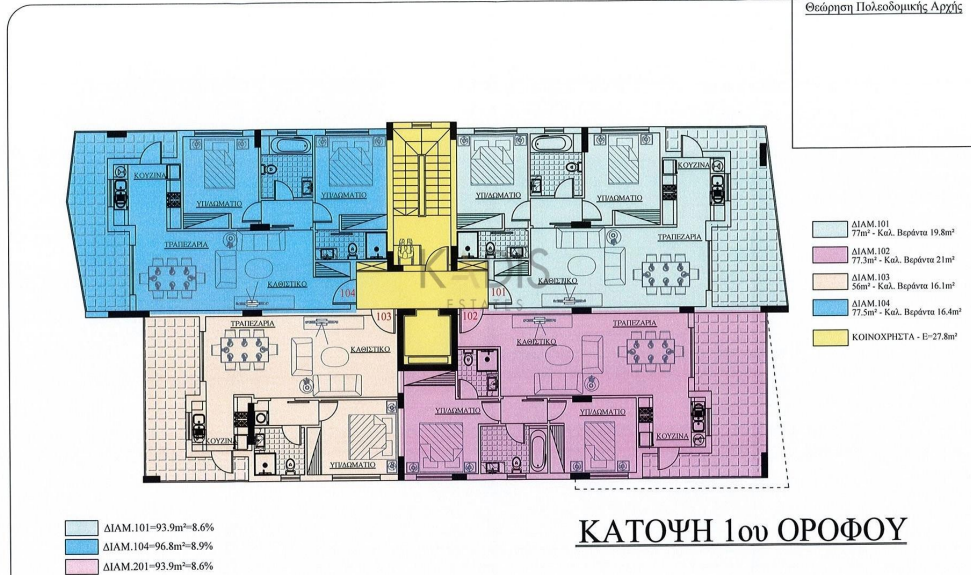 Θεώρηση Πολεοδομικής Αρχής
ΚΟΥΖΙΝΑ
ΥΠ/ΔΩΜΑΤΙΟ
ΥΠ/ΔΩΜΑΤΙΟ
ΥΠ/ΔΩΜΑΤΙΟ
ΥΠ/ΔΩΜΑΤΙΟ
ΚΟΥΖΙΝΑ
ΤΡΑΠΕΖΑΡΙΑ
ΚΑΘΙΣΤΙΚΟ
ΚΑΘΙΣΤΙΚΟ
ΤΡΑΠΕΖΑΡΙΑ
104
101
KADIS
ESTATES
103
102
ΤΡΑΠΕΖΑΡΙΑ
ΚΑΘΙΣΤΙΚΟ
ΚΑΘΙΣΤΙΚΟ
ΤΡΑΠΕΖΑΡΙΑ
ΚΟΥΖΙΝΑ
ΥΠ/ΔΩΜΑΤΙΟ
ΥΠ/ΔΩΜΑΤΙΟ
ΥΠ/ΔΩΜΑΤΙΟ
ΚΟΥΖΙΝΑ
ΔΙΑΜ.101
77m² - Καλ. Βεράντα 19.8m²
ΔΙΑΜ.102
77.3m² - Καλ. Βεράντα 21m²
ΔΙΑΜ.103
56m² - Καλ. Βεράντα 16.1m²
ΔΙΑΜ.104
77.5m² - Καλ. Βεράντα 16.4m²
ΚΟΙΝΟΧΡΗΣΤΑ - Ε=27.8m²
ΔΙΑΜ.101=93.9m²=8.6%
ΔΙΑΜ.104=96.8m²=8.9%
ΔΙΑΜ.201=93.9m²=8.6%
ΚΑΤΟΨΗ 1ου ΟΡΟΦΟΥ